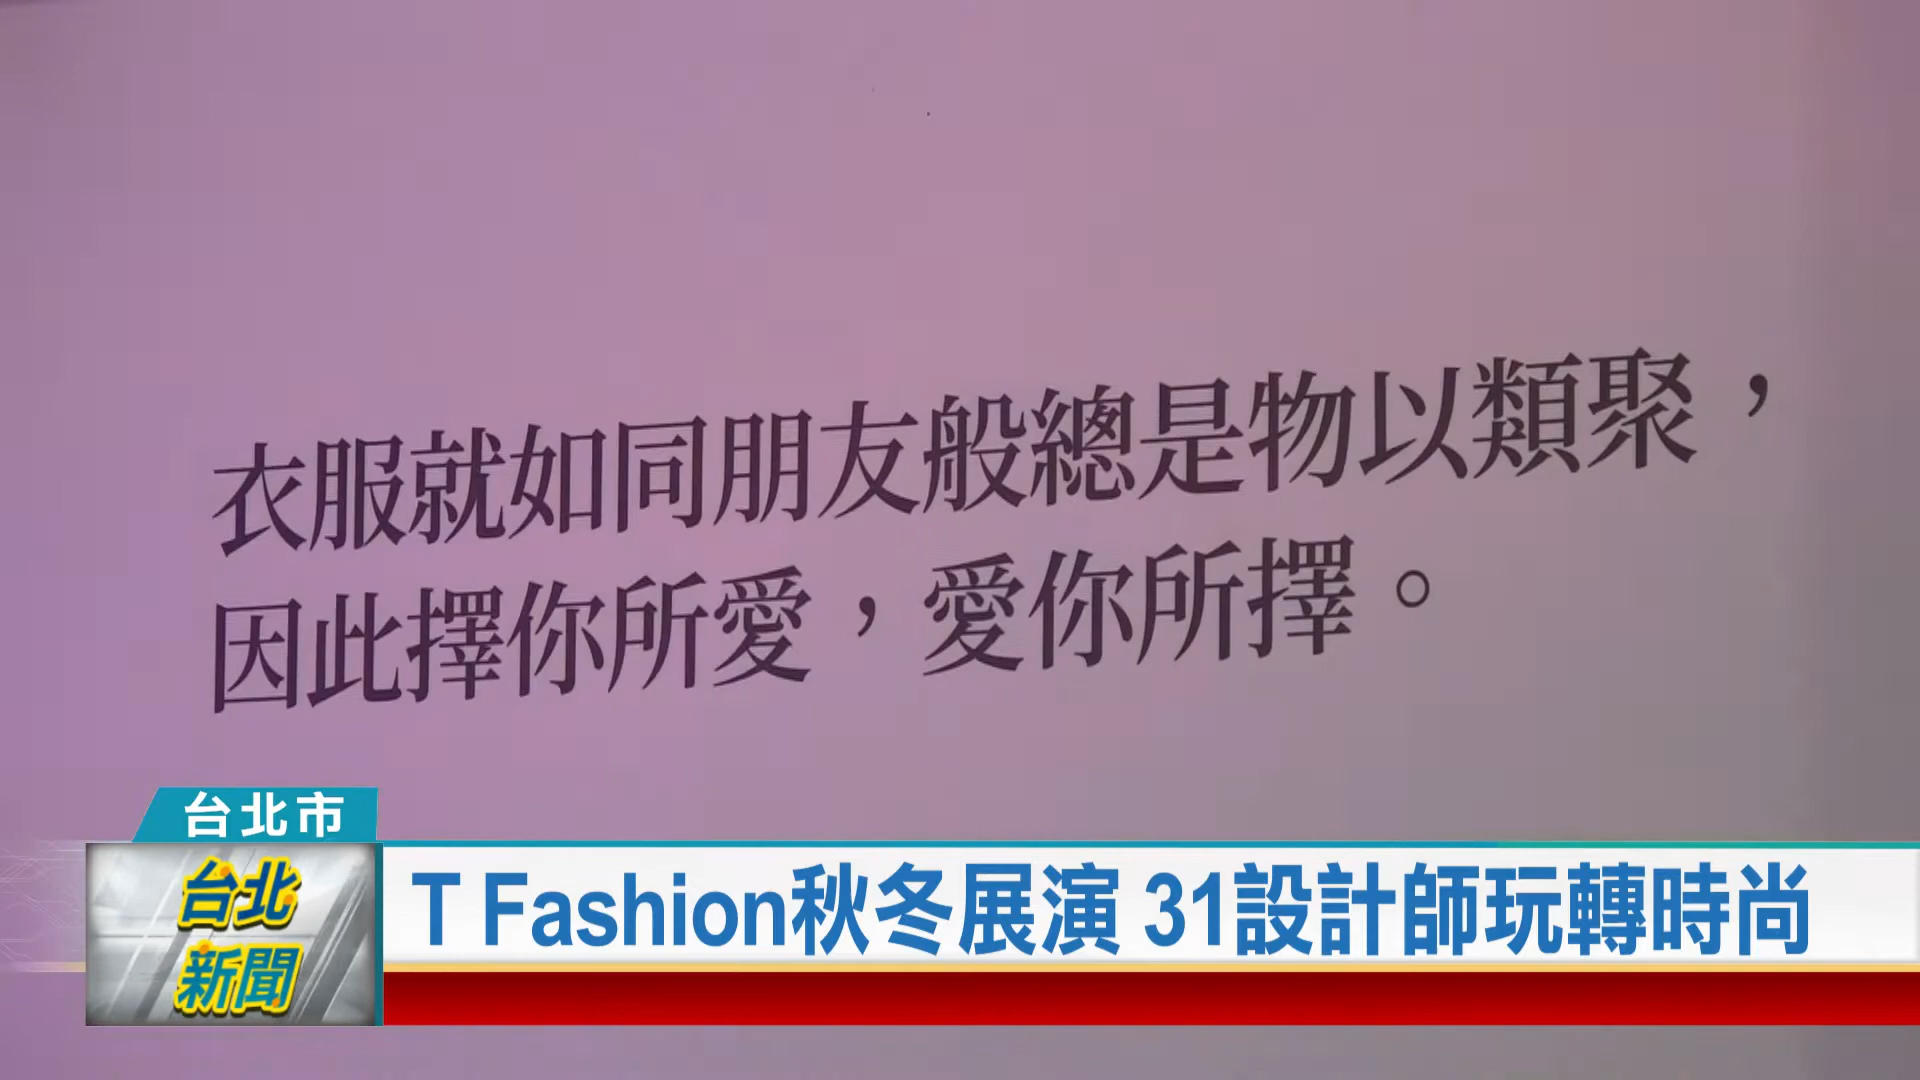 衣服就如同朋友般總是物以類聚，
因此擇你所愛，愛你所擇。
台北市
台北
新聞
T Fashion秋冬展演 31設計師玩轉時尚